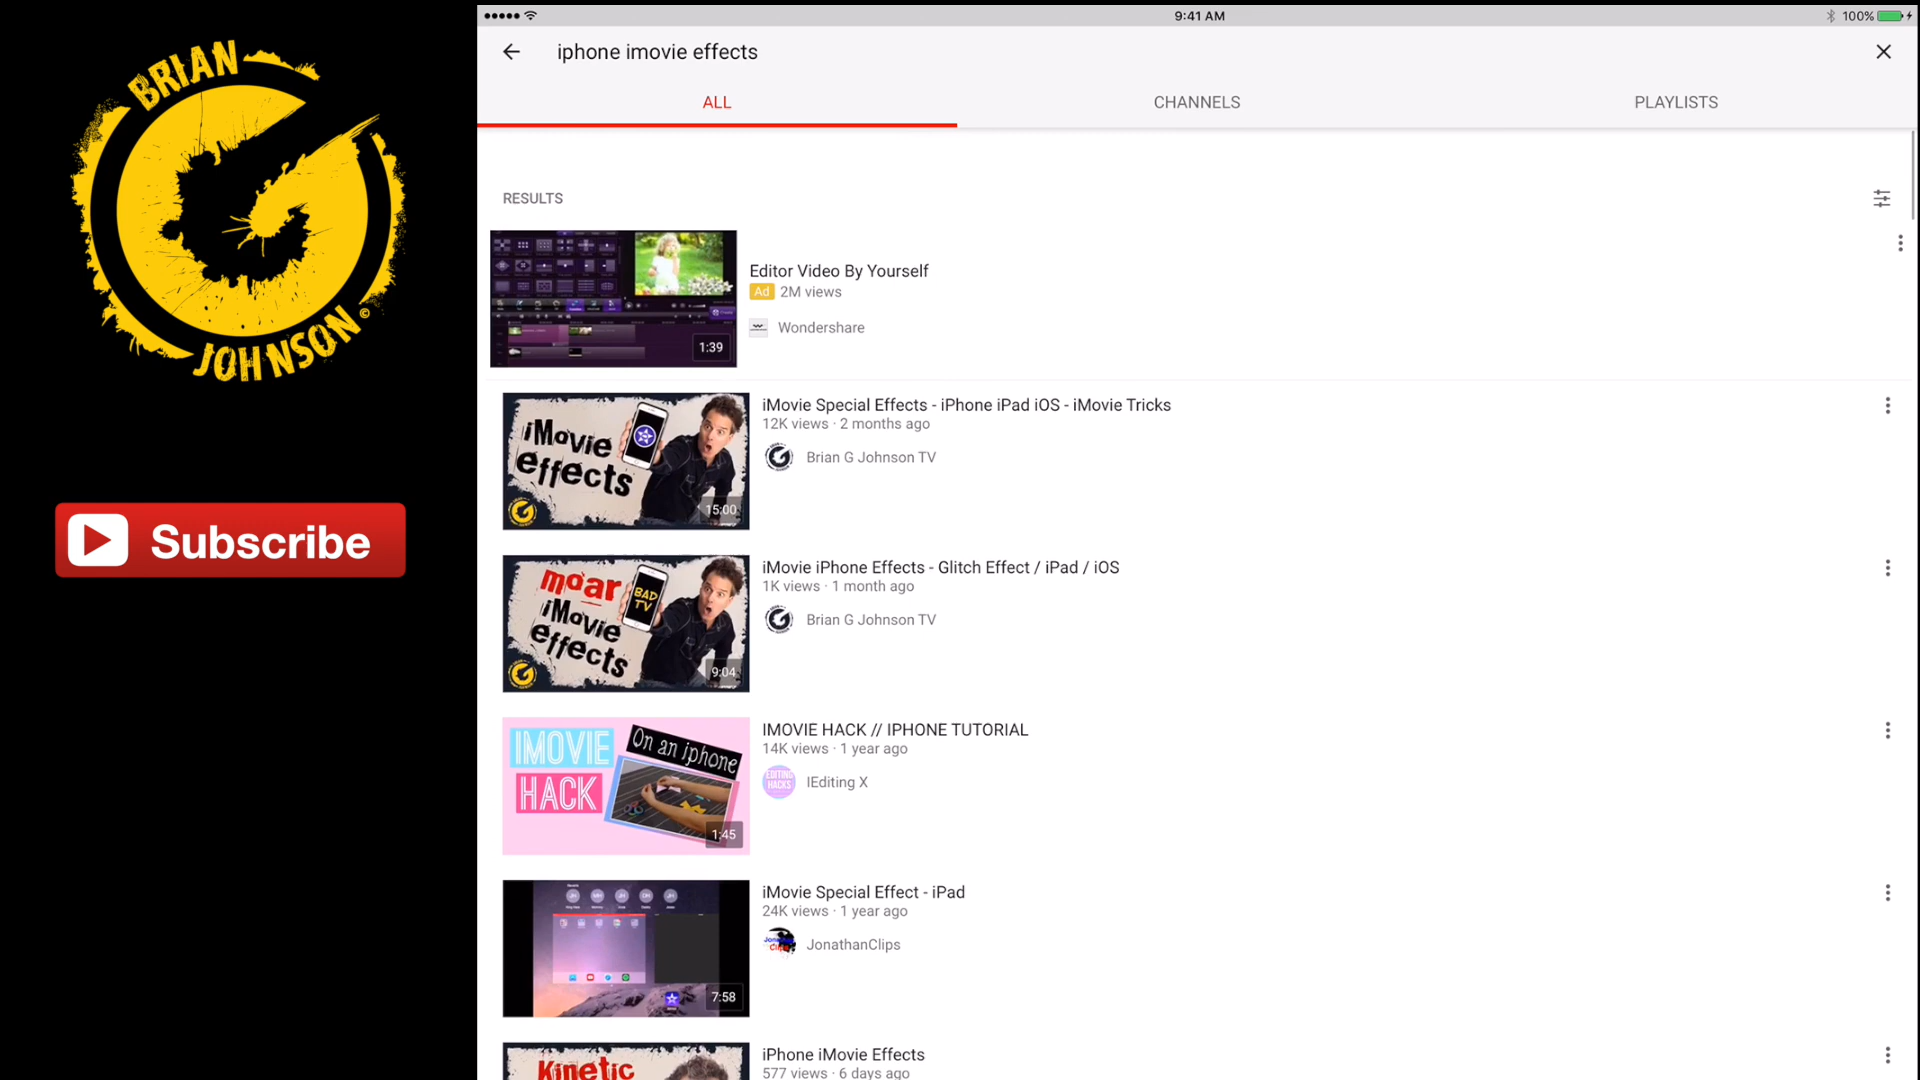 BRIAN
G
JOHNSON
©
Subscribe
9:41 AM
100%
iphone imovie effects
ALL
CHANNELS
PLAYLISTS
RESULTS
1:39
Editor Video By Yourself
Ad 2M views
Wondershare
iMovie
effects
15:00
iMovie Special Effects - iPhone iPad iOS - iMovie Tricks
12K views · 2 months ago
Brian G Johnson TV
moar
iMovie
effects
BAD
TV
9:04
iMovie iPhone Effects - Glitch Effect / iPad / iOS
1K views · 1 month ago
Brian G Johnson TV
IMOVIE
HACK
On an iphone
1:45
IMOVIE HACK // IPHONE TUTORIAL
14K views · 1 year ago
EDITING
HACKS
IEditing X
7:58
iMovie Special Effect - iPad
24K views · 1 year ago
JonathanClips
Kinetic
iPhone iMovie Effects
577 views · 6 days ago